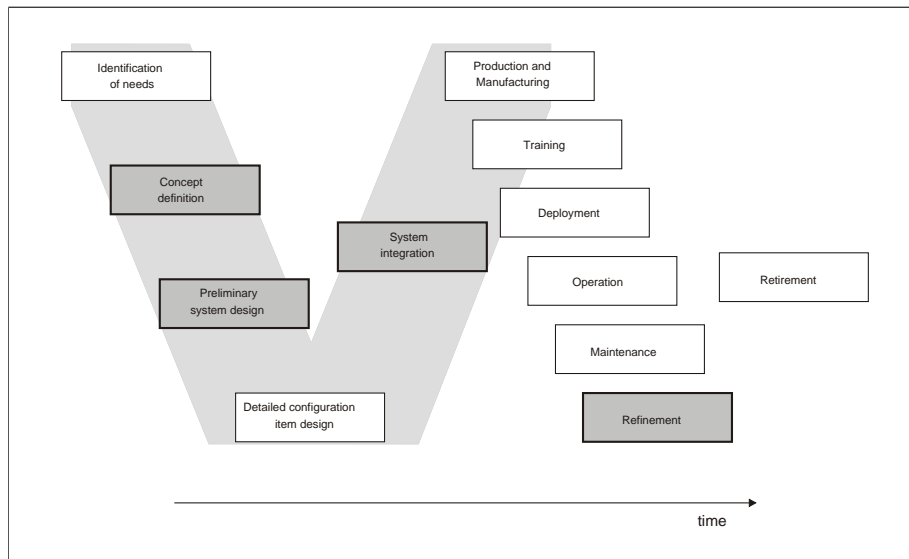 Identification
of needs
Concept
definition
Preliminary
system design
Detailed configuration
item design
System
integration
Production and
Manufacturing
Training
Deployment
Operation
Maintenance
Refinement
Retirement
time